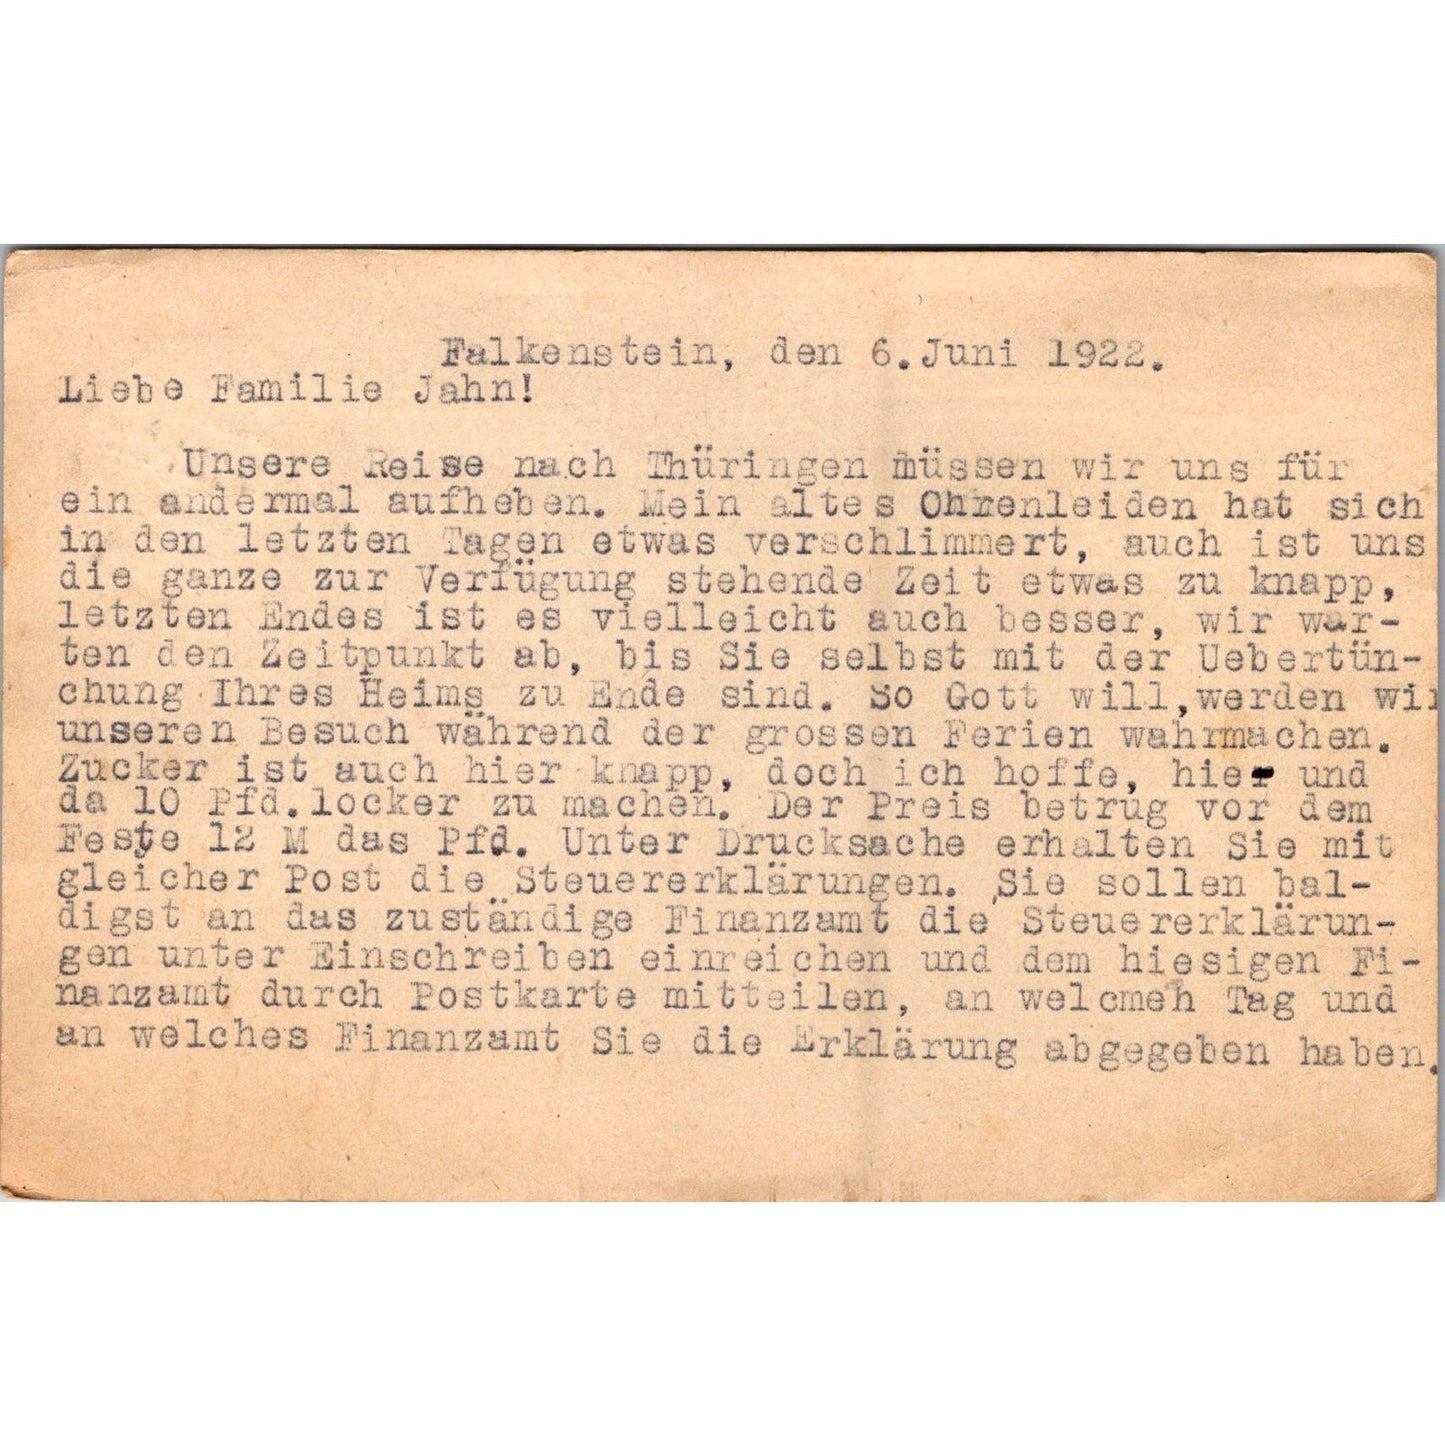 Falkenstein, den 6.Juni 1922.
Liebe Familie Jahn!
Unsere Reise nach Thüringen müssen wir uns für
ein andermal aufheben. Mein altes Ohrenleiden hat sich
in den letzten Tagen etwas verschlimmert, auch ist uns
die ganze zur Verfügung stehende Zeit etwas zu knapp,
letzten Endes ist es vielleicht auch besser, wir war-
ten den Zeitpunkt ab, bis Sie selbst mit der Uebertün-
chung Ihres Heims zu Ende sind. So Gott will,werden wir
unseren Besuch während der grossen Ferien wahrmachen.
Zucker ist auch hier knapp, doch ich hoffe, hier und
da 10 Pfd.locker zu machen. Der Preis betrug vor dem
Feste 12 M das Pfd. Unter Drucksache erhalten Sie mit
gleicher Post die Steuererklärungen. Sie sollen bal-
digst an das zuständige Finanzamt die Steuererklärun-
gen unter Einschreiben einreichen und dem hiesigen Fi-
nanzamt durch Postkarte mitteilen, an welcmeh Tag und
an welches Finanzamt Sie die Erklärung abgegeben haben.